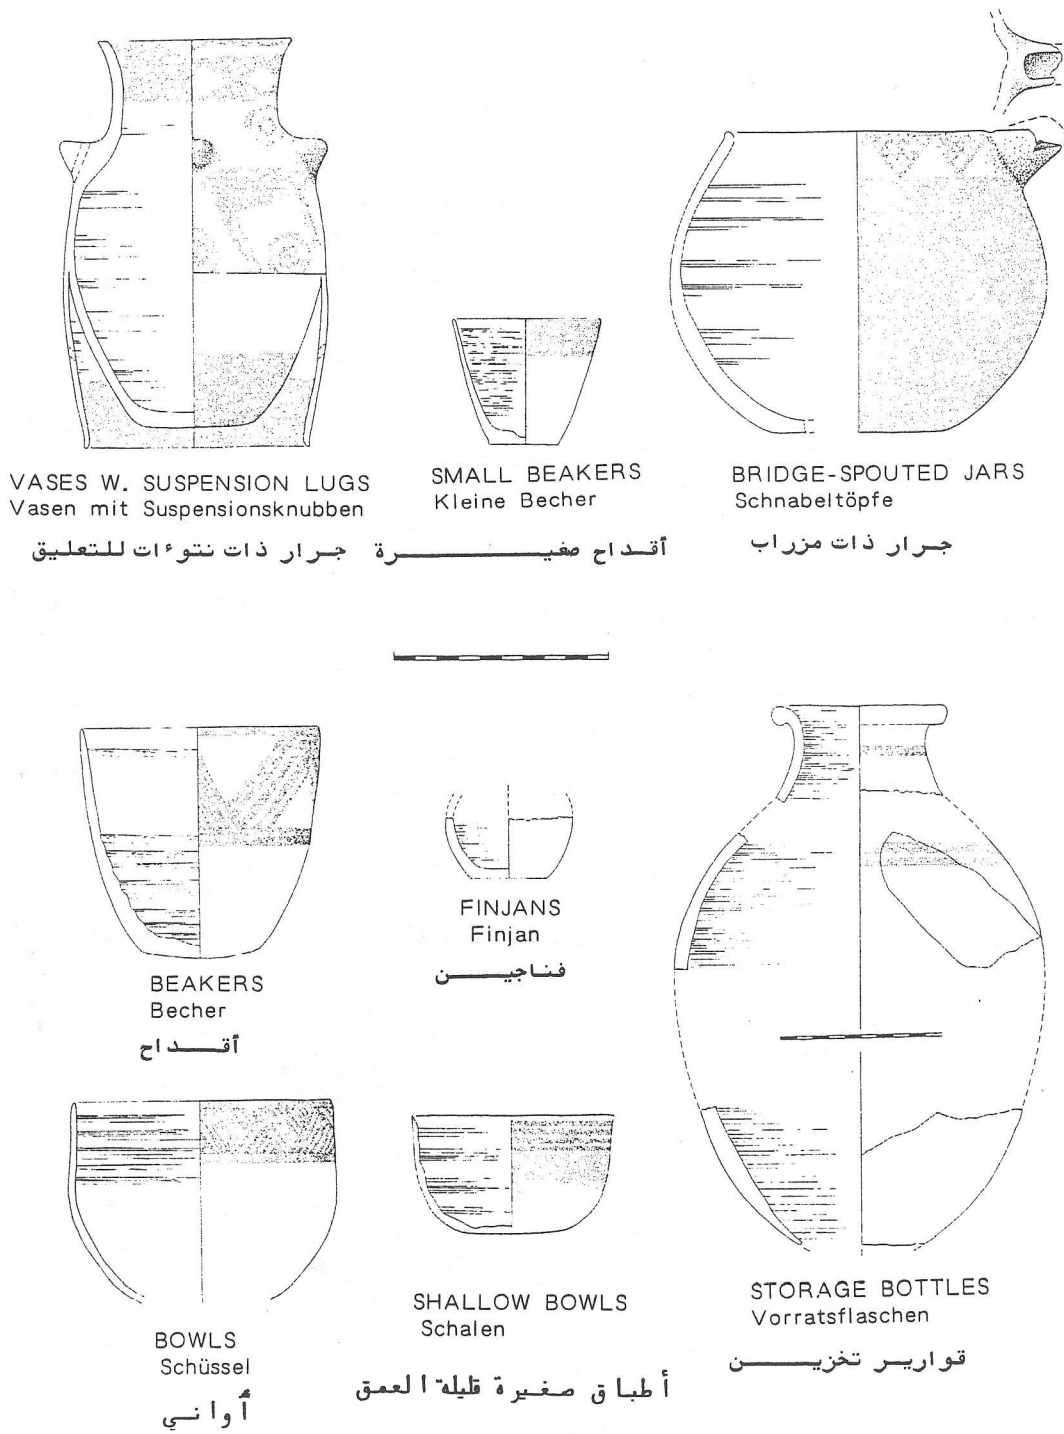 VASES W. SUSPENSION LUGS
Vasen mit Suspensionsknubben
جرار ذات نتوءات للتعليق
SMALL BEAKERS
Kleine Becher
أقداح صغيرة
BRIDGE-SPOUTED JARS
Schnabeltöpfe
جرار ذات مزراب
BEAKERS
Becher
أقداح
FINJANS
Finjan
فناجين
BOWLS
Schüssel
أواني
SHALLOW BOWLS
Schalen
أطباق صغيرة قليلة العمق
STORAGE BOTTLES
Vorratsflaschen
قوارير تخزين